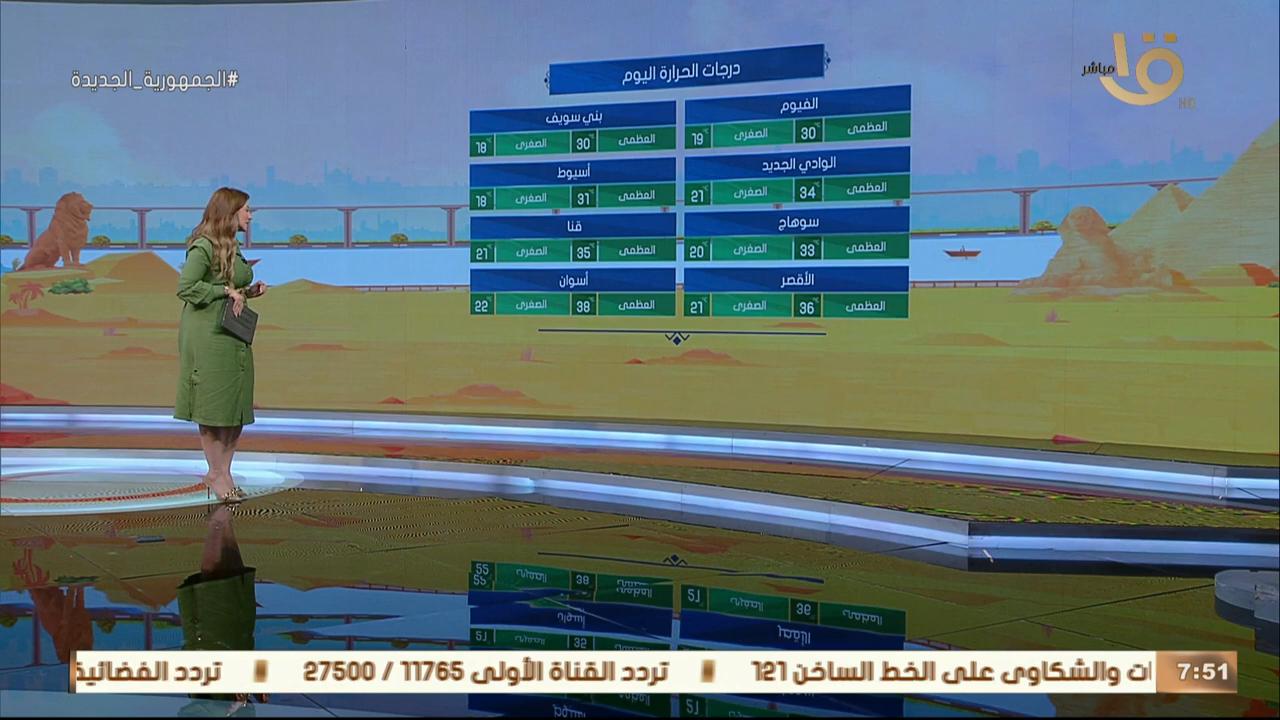 #الجمهورية_الجديدة
مباشر
HD
درجات الحرارة اليوم
الفيوم
العظمى 30 الصغرى 19
بني سويف
العظمى 30 الصغرى 18
الوادي الجديد
العظمى 34 الصغرى 21
أسيوط
العظمى 31 الصغرى 18
سوهاج
العظمى 33 الصغرى 20
قنا
العظمى 35 الصغرى 21
الأقصر
العظمى 36 الصغرى 21
أسوان
العظمى 38 الصغرى 22
7:51
والشكاوى على الخط الساخن 121 تردد القناة الأولى 11765 / 27500 تردد الفضائية